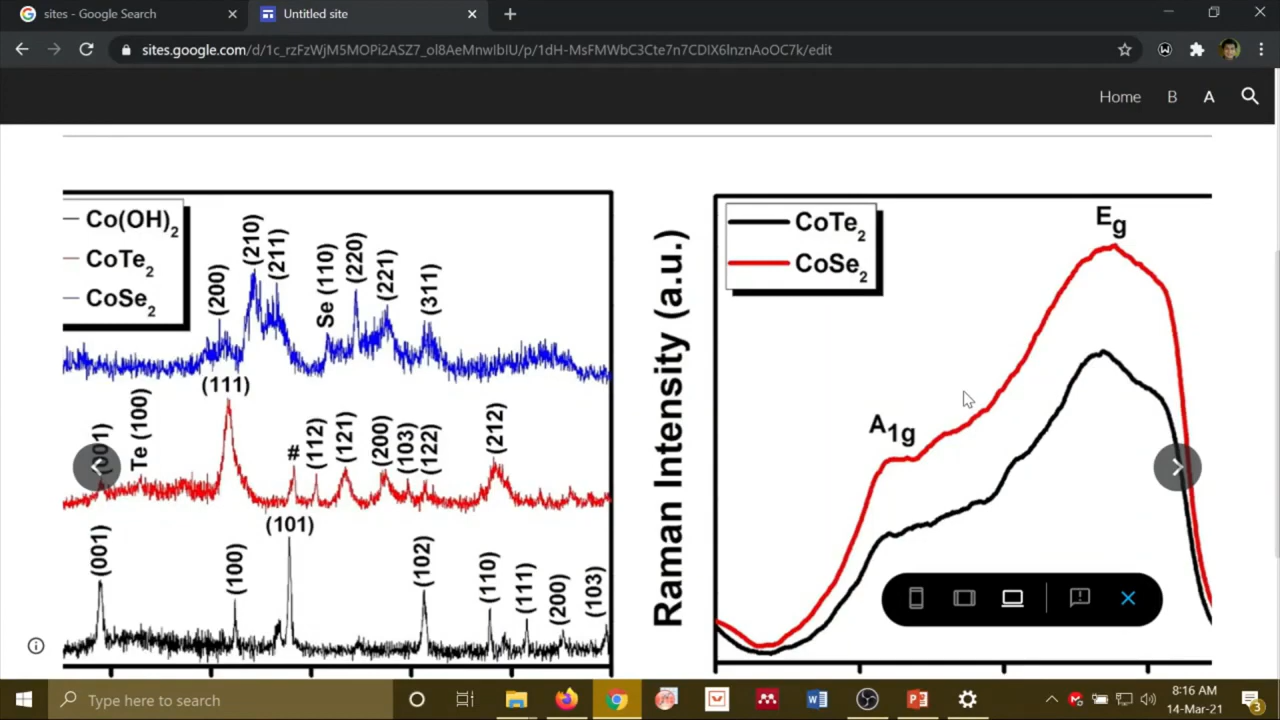 sites - Google Search
Untitled site
sites.google.com/d/1c_rzFzWjM5MOPi2ASZ7_ol8AeMnwIbIU/p/1dH-MsFMWbC3Cte7n7CDIX6lnznAoOC7k/edit
Home B A
Co(OH)2
CoTe2
CoSe2
(200)
(210)
(211)
Se (110)
(220)
(221)
(311)
(001)
Te (100)
(111)
#
(112)
(121)
(200)
(103)
(122)
(212)
(001)
(100)
(101)
(102)
(110)
(111)
(200)
(103)
Raman Intensity (a.u.)
CoTe2
CoSe2
A1g
Eg
Type here to search
8:16 AM
14-Mar-21
3